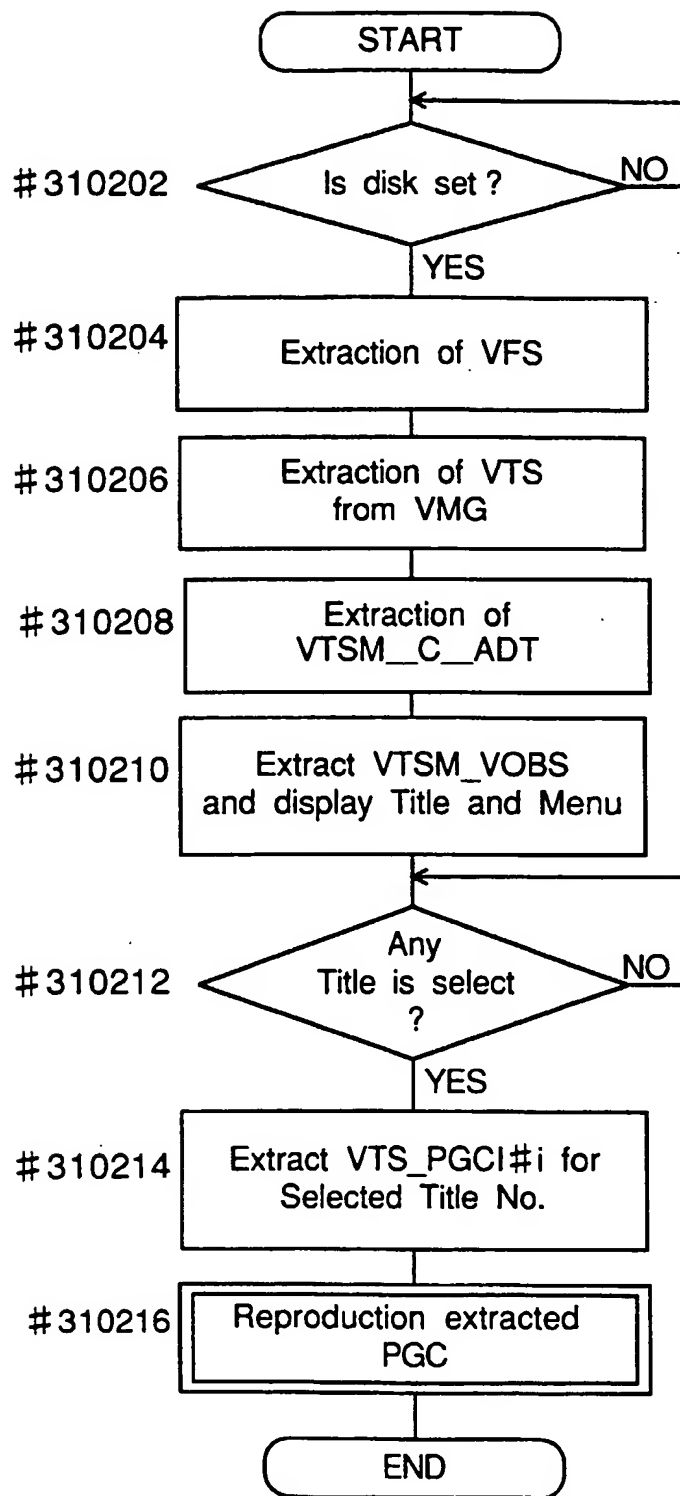 START
#310202
Is disk set ?
NO
YES
#310204
Extraction of VFS
#310206
Extraction of VTS
from VMG
#310208
Extraction of
VTSM__C__ADT
#310210
Extract VTSM_VOBS
and display Title and Menu
#310212
Any
Title is select
?
NO
YES
#310214
Extract VTS_PGCI#i for
Selected Title No.
#310216
Reproduction extracted
PGC
END